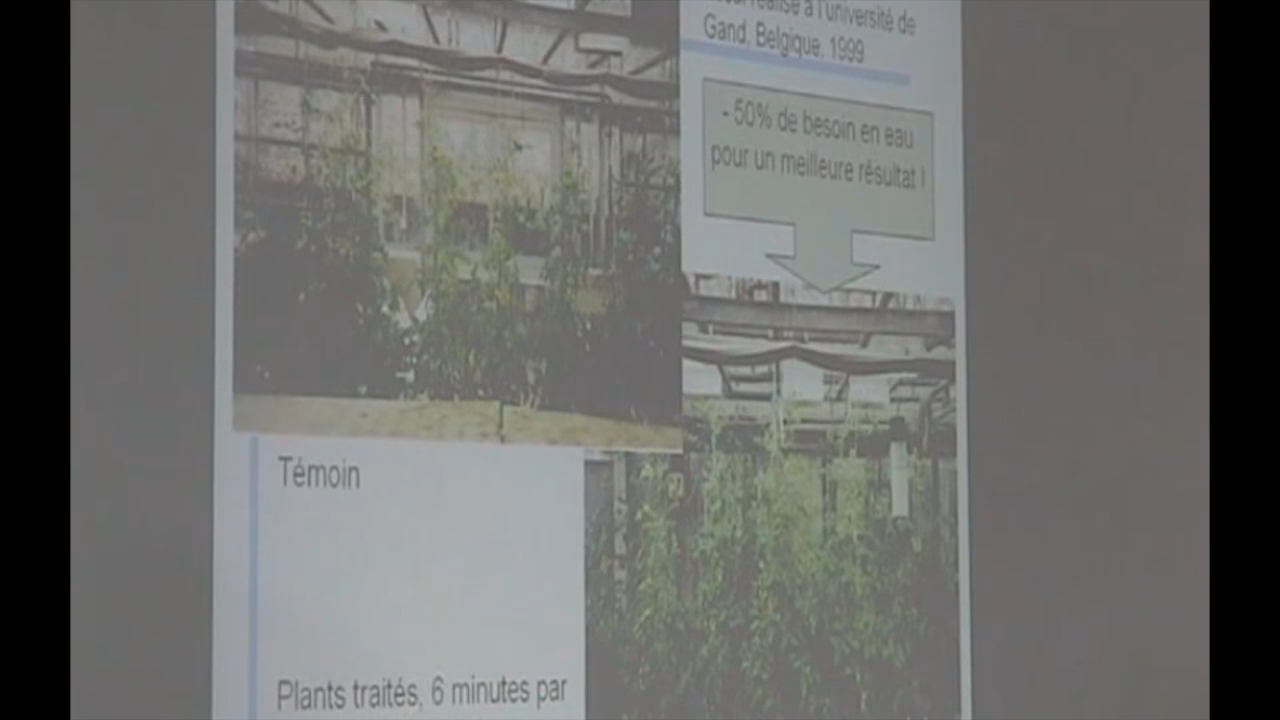 réalisé à l'université de
Gand, Belgique. 1999
- 50% de besoin en eau
pour un meilleure résultat !
Témoin
Plants traités, 6 minutes par